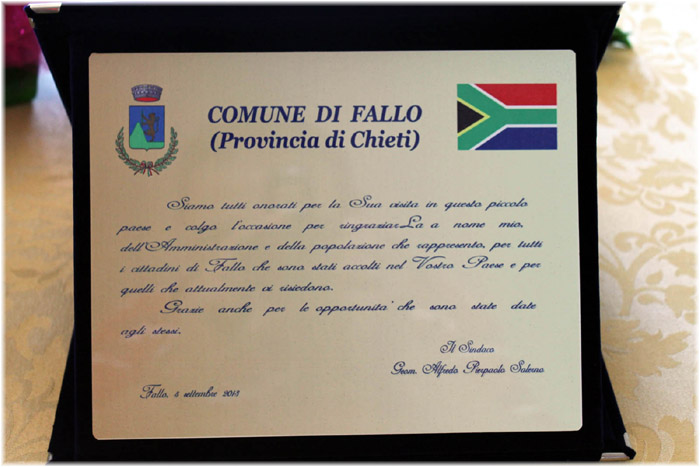 COMUNE DI FALLO
(Provincia di Chieti)
Siamo tutti onorati per la Sua visita in questo piccolo
paese e colgo l'occasione per ringraziarLa a nome mio,
dell'Amministrazione e della popolazione che rappresento, per tutti
i cittadini di Fallo che sono stati accolti nel Vostro Paese e per
quelli che attualmente vi risiedono.
Grazie anche per le opportunita' che sono state date
agli stessi.
Il Sindaco
Geom. Alfredo Pierpaolo Salerno
Fallo, settembre